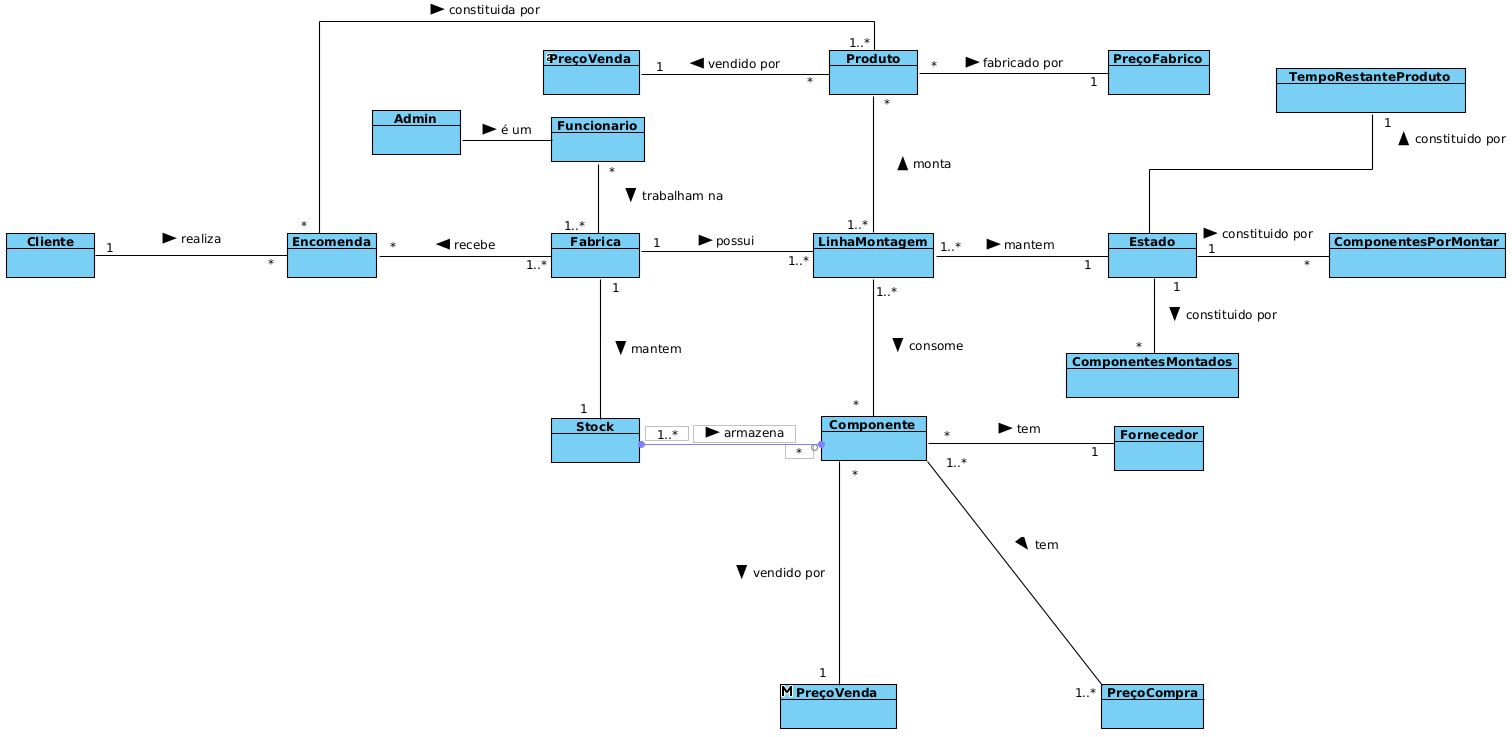 constituida por
1..*
PreçoVenda
1
vendido por
*
Produto
*
fabricado por
1
PreçoFabrico
TempoRestanteProduto
1
constituido por
Admin
é um
Funcionario
*
trabalham na
1..*
*
monta
1..*
Cliente
1
realiza
*
*
Encomenda
*
recebe
1..*
Fabrica
1
possui
1..*
LinhaMontagem
1..*
mantem
1
Estado
1
constituido por
*
ComponentesPorMontar
1
mantem
1
1..*
consome
*
1
constituido por
*
ComponentesMontados
Stock
1..*
armazena
*
Componente
*
tem
1
Fornecedor
*
vendido por
1
M PreçoVenda
1..*
tem
1..*
PreçoCompra